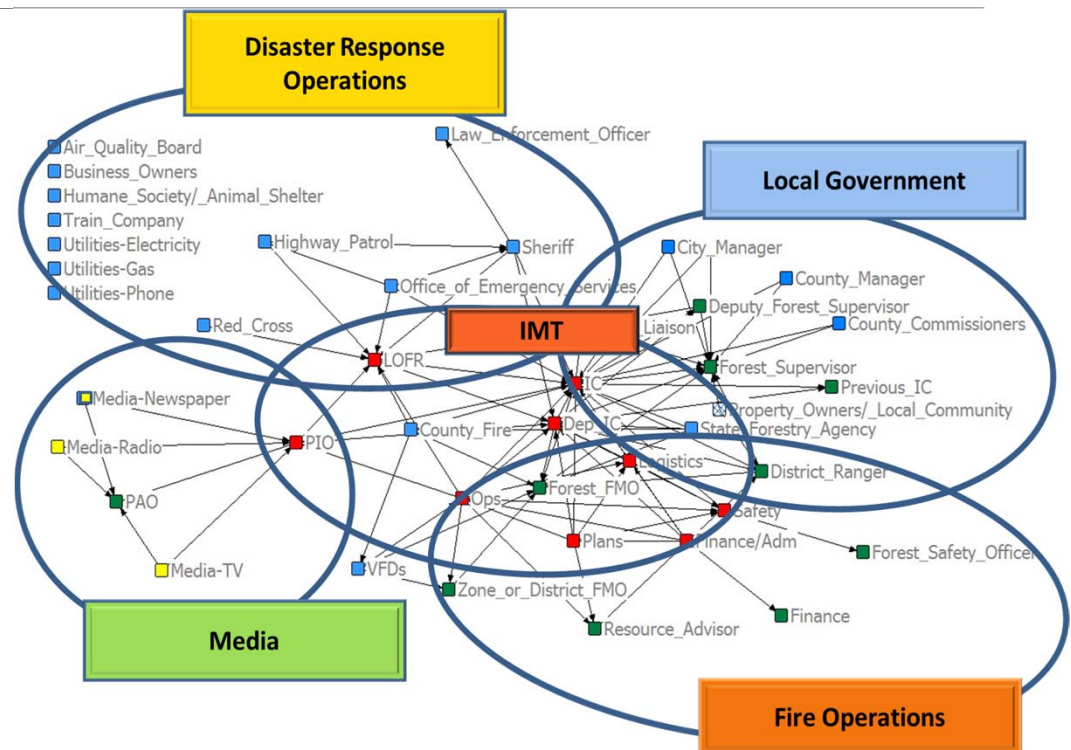 Disaster Response
Operations
Law_Enforcement_Officer
Air_Quality_Board
Business_Owners
Humane_Society/_Animal_Shelter
Train_Company
Utilities-Electricity
Utilities-Gas
Utilities-Phone
Local Government
Highway_Patrol
Sheriff
City_Manager
Office_of_Emergency_Services
County_Manager
Deputy_Forest_Supervisor
Red_Cross
IMT
Liaison
County_Commissioners
LOFR
Forest_Supervisor
IC
Previous_IC
Media-Newspaper
Property_Owners/_Local_Community
Media-Radio
PIO
County_Fire
Dep_IC
State_Forestry_Agency
Logistics
District_Ranger
PAO
Ops
Forest_FMO
Safety
Plans
Finance/Adm
Forest_Safety_Officer
Media-TV
VFDs
Zone_or_District_FMO
Finance
Resource_Advisor
Media
Fire Operations